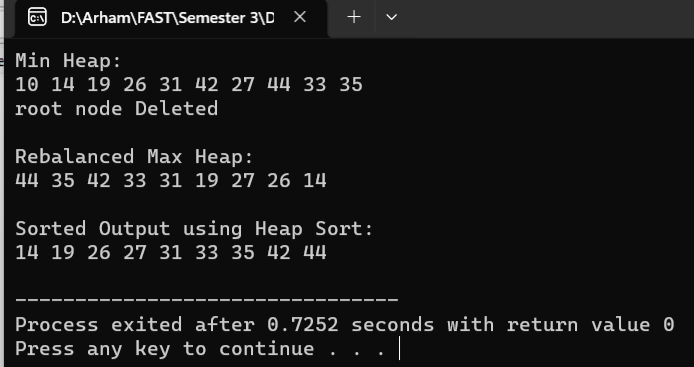 D:\Arham\FAST\Semester 3\D
Min Heap:
10 14 19 26 31 42 27 44 33 35
root node Deleted
Rebalanced Max Heap:
44 35 42 33 31 19 27 26 14
Sorted Output using Heap Sort:
14 19 26 27 31 33 35 42 44
--------------------------------
Process exited after 0.7252 seconds with return value 0
Press any key to continue . . .